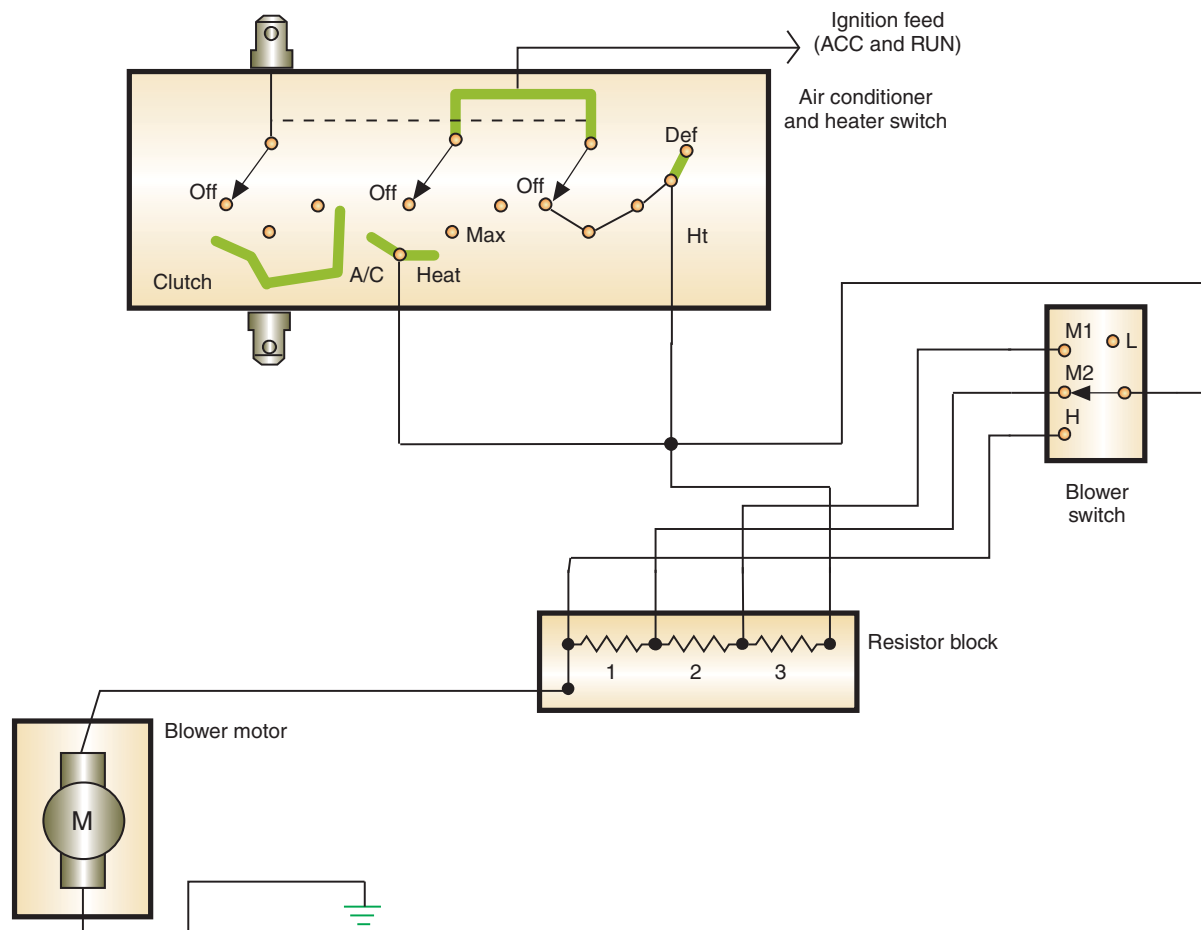 Ignition feed
(ACC and RUN)
Air conditioner
and heater switch
Def
Off
Off
Off
Max
Ht
Clutch
A/C
Heat
M1
L
M2
H
Blower
switch
Resistor block
1
2
3
Blower motor
M